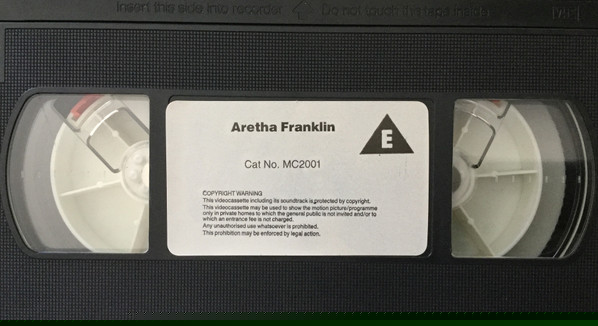 Insert this side into recorder Do not touch the tape inside
Aretha Franklin
E
Cat No. MC2001
COPYRIGHT WARNING
This videocassette including its soundtrack is protected by copyright.
This videocassette may be used to show the motion picture/programme
only in private homes to which the general public is not invited and/or to
which an entrance fee is not charged.
Any unauthorised use whatsoever is prohibited.
This prohibition may be enforced by legal action.